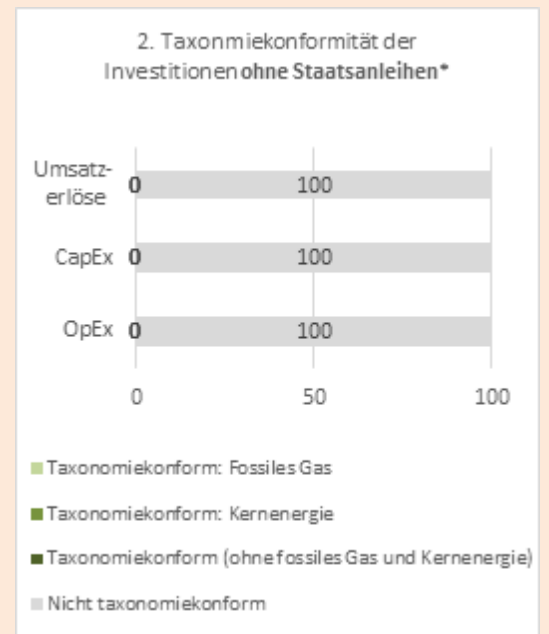 2. Taxonmiekonformität der
Investitionen ohne Staatsanleihen*
Umsatz-
erlöse
0
100
CapEx
0
100
OpEx
0
100
0
50
100
Taxonomiekonform: Fossiles Gas
Taxonomiekonform: Kernenergie
Taxonomiekonform (ohne fossiles Gas und Kernenergie)
Nicht taxonomiekonform